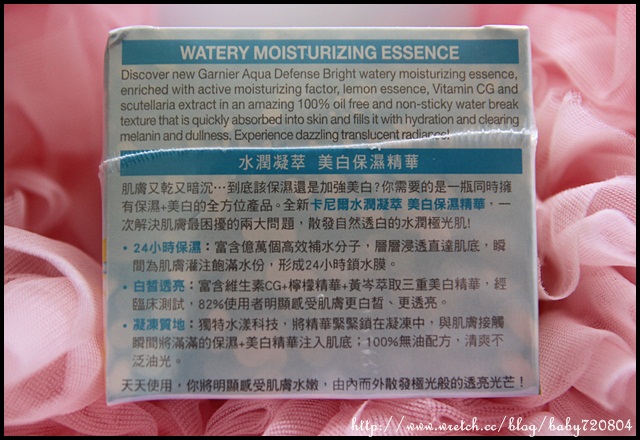 WATERY MOISTURIZING ESSENCE
Discover new Garnier Aqua Defense Bright watery moisturizing essence,
enriched with active moisturizing factor, lemon essence, Vitamin CG and
scutellaria extract in an amazing 100% oil free and non-sticky water break
texture that is quickly absorbed into skin and fills it with hydration and clearing
melanin and dullness. Experience dazzling translucent radiance!
水潤凝萃 美白保濕精華
肌膚又乾又暗沉…到底該保濕還是加強美白?你需要的是一瓶同時擁
有保濕+美白的全方位產品。全新卡尼爾水潤凝萃 美白保濕精華,一
次解決肌膚最困擾的兩大問題,散發自然透白的水潤極光肌!
• 24小時保濕:富含億萬個高效補水分子,層層浸透直達肌底,瞬
間為肌膚灌注飽滿水份,形成24小時鎖水膜。
• 白皙透亮:富含維生素CG+檸檬精華+黃岑萃取三重美白精華,經
臨床測試,82%使用者明顯感受肌膚更白皙、更透亮。
• 凝凍質地:獨特水漾科技,將精華緊緊鎖在凝凍中,與肌膚接觸
瞬間將滿滿的保濕+美白精華注入肌底;100%無油配方,清爽不
泛油光。
天天使用,你將明顯感受肌膚水嫩,由內而外散發極光般的透亮光芒!
http://www.wretch.cc/blog/baby720804